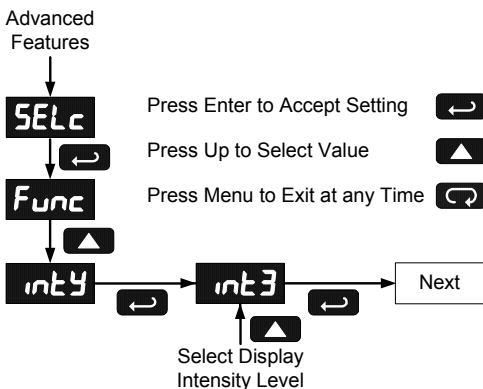 Advanced
Features
SELc
Press Enter to Accept Setting
Press Up to Select Value
Func
Press Menu to Exit at any Time
intY
int3
Next
Select Display
Intensity Level